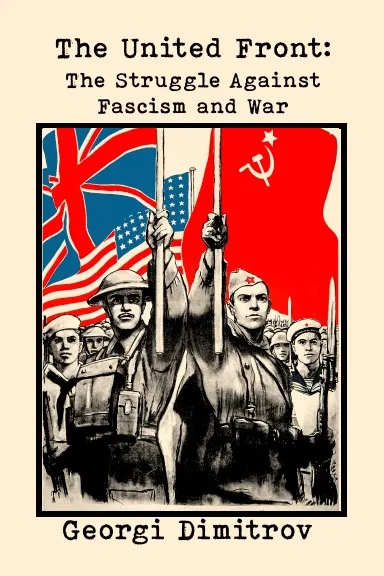 The United Front:
The Struggle Against
Fascism and War
Georgi Dimitrov